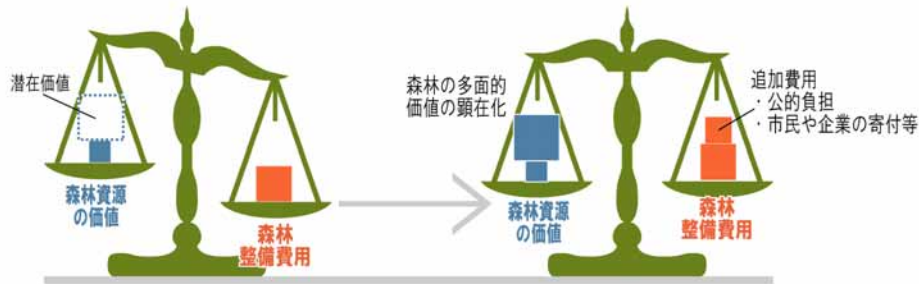 潜在価値
森林資源
の価値
森林
整備費用
森林の多面的
価値の顕在化
追加費用
・公的負担
・市民や企業の寄付等
森林資源
の価値
森林
整備費用